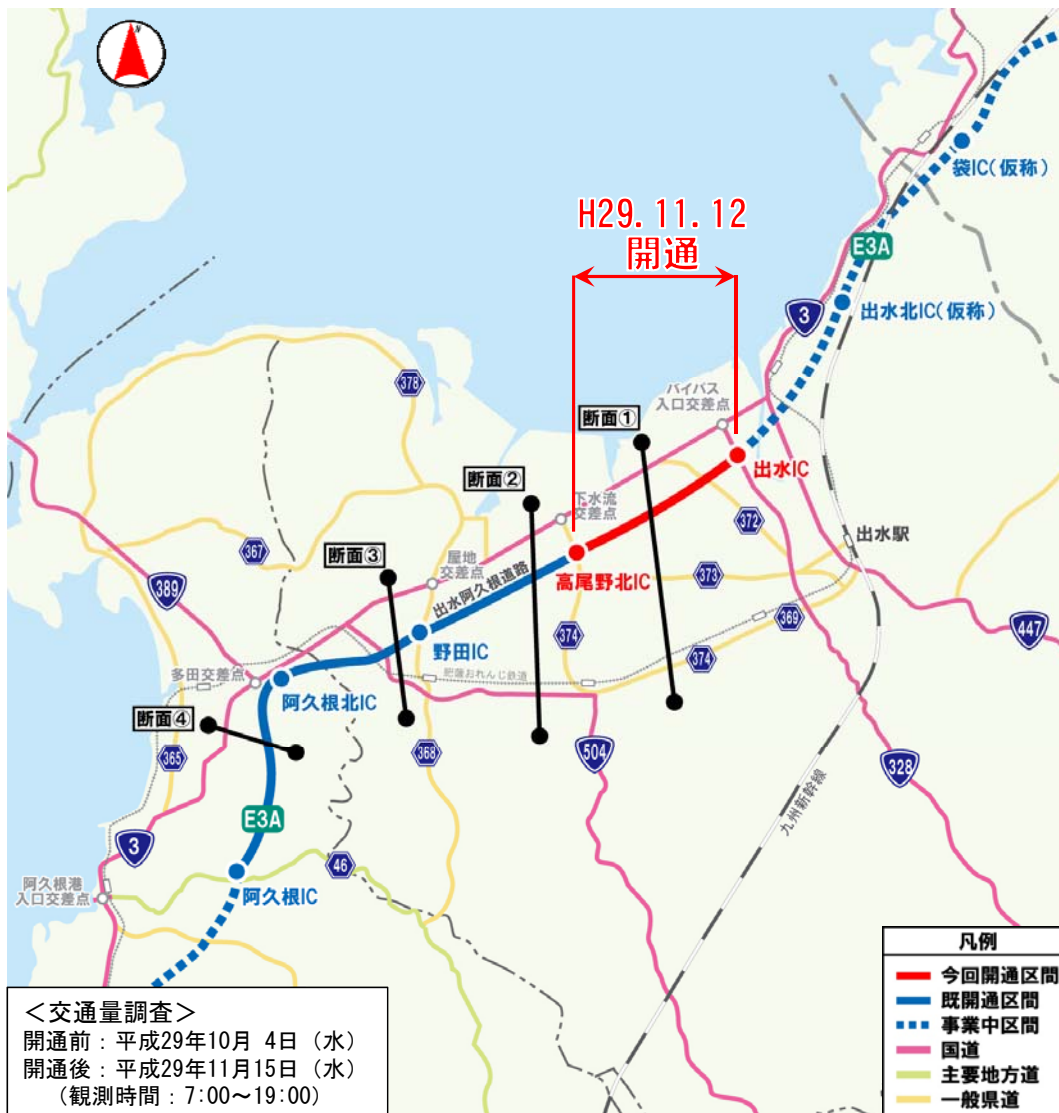 N
袋IC(仮称)
H29.11.12
開通
E3A
3
出水北IC(仮称)
378
バイパス
入口交差点
断面①
出水IC
断面②
下水流
交差点
372
出水駅
367
断面③
屋地
交差点
出水阿久根道路
高尾野北IC
373
389
369
447
374
野田IC
374
多田交差点
肥薩おれんじ鉄道
阿久根北IC
断面④
365
368
504
328
九州新幹線
E3A
3
46
阿久根港
入口交差点
阿久根IC
凡例
今回開通区間
既開通区間
事業中区間
国道
主要地方道
一般県道
＜交通量調査＞
開通前：平成29年10月 4日（水）
開通後：平成29年11月15日（水）
（観測時間：7:00～19:00）